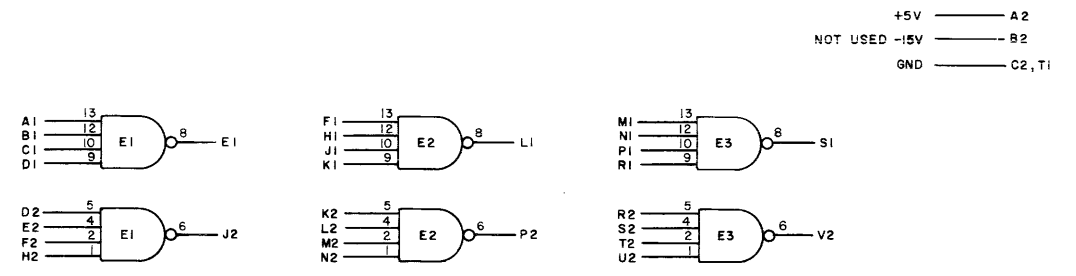 +5V A2
NOT USED -15V B2
GND C2, T1
A1 13
B1 12 E1 8 E1
C1 10
D1 9
F1 13
H1 12 E2 8 L1
J1 10
K1 9
M1 13
N1 12 E3 8 S1
P1 10
R1 9
D2 5
E2 4 E1 6 J2
F2 2
H2 1
K2 5
L2 4 E2 6 P2
M2 2
N2 1
R2 5
S2 4 E3 6 V2
T2 2
U2 1